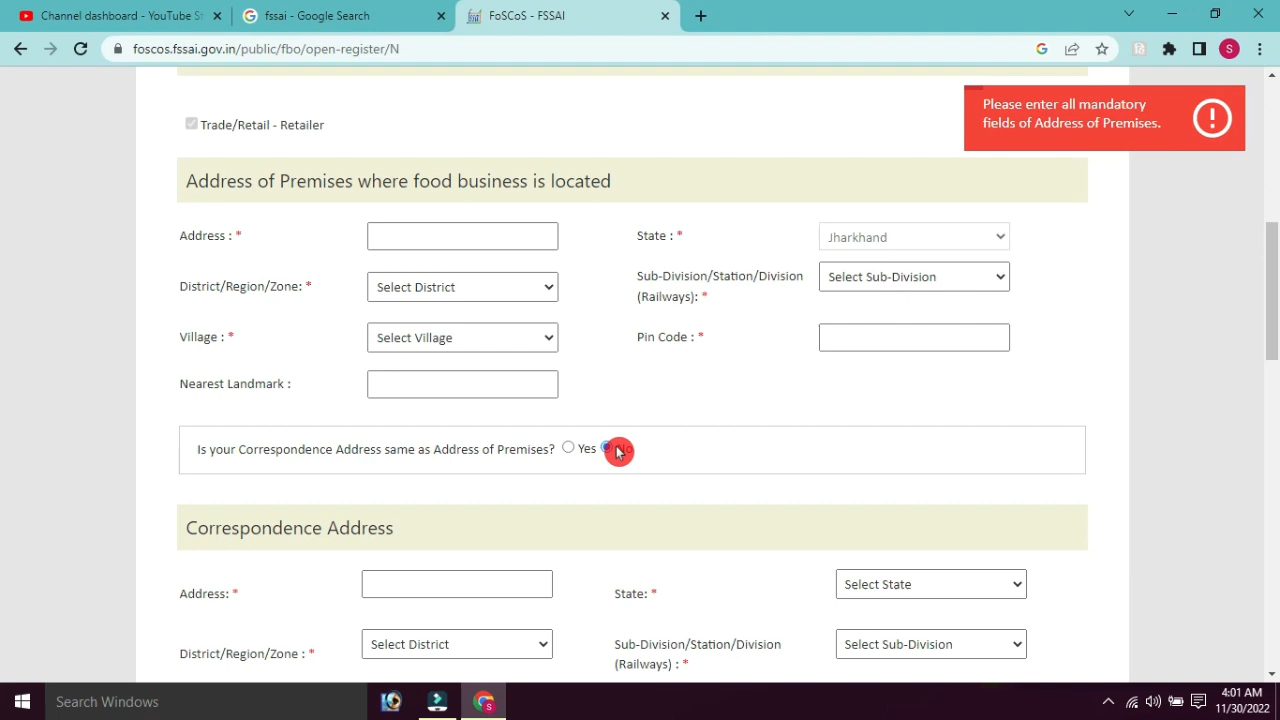 Channel dashboard - YouTube St
fssai - Google Search
FoSCoS - FSSAI
foscos.fssai.gov.in/public/fbo/open-register/N
S
Please enter all mandatory
fields of Address of Premises.
Trade/Retail - Retailer
Address of Premises where food business is located
Address : *
State : *
Jharkhand
District/Region/Zone: *
Select District
Sub-Division/Station/Division
(Railways): *
Select Sub-Division
Village : *
Select Village
Pin Code : *
Nearest Landmark :
Is your Correspondence Address same as Address of Premises?
Yes
No
Correspondence Address
Address: *
State: *
Select State
District/Region/Zone : *
Select District
Sub-Division/Station/Division
(Railways) : *
Select Sub-Division
Search Windows
4:01 AM
11/30/2022